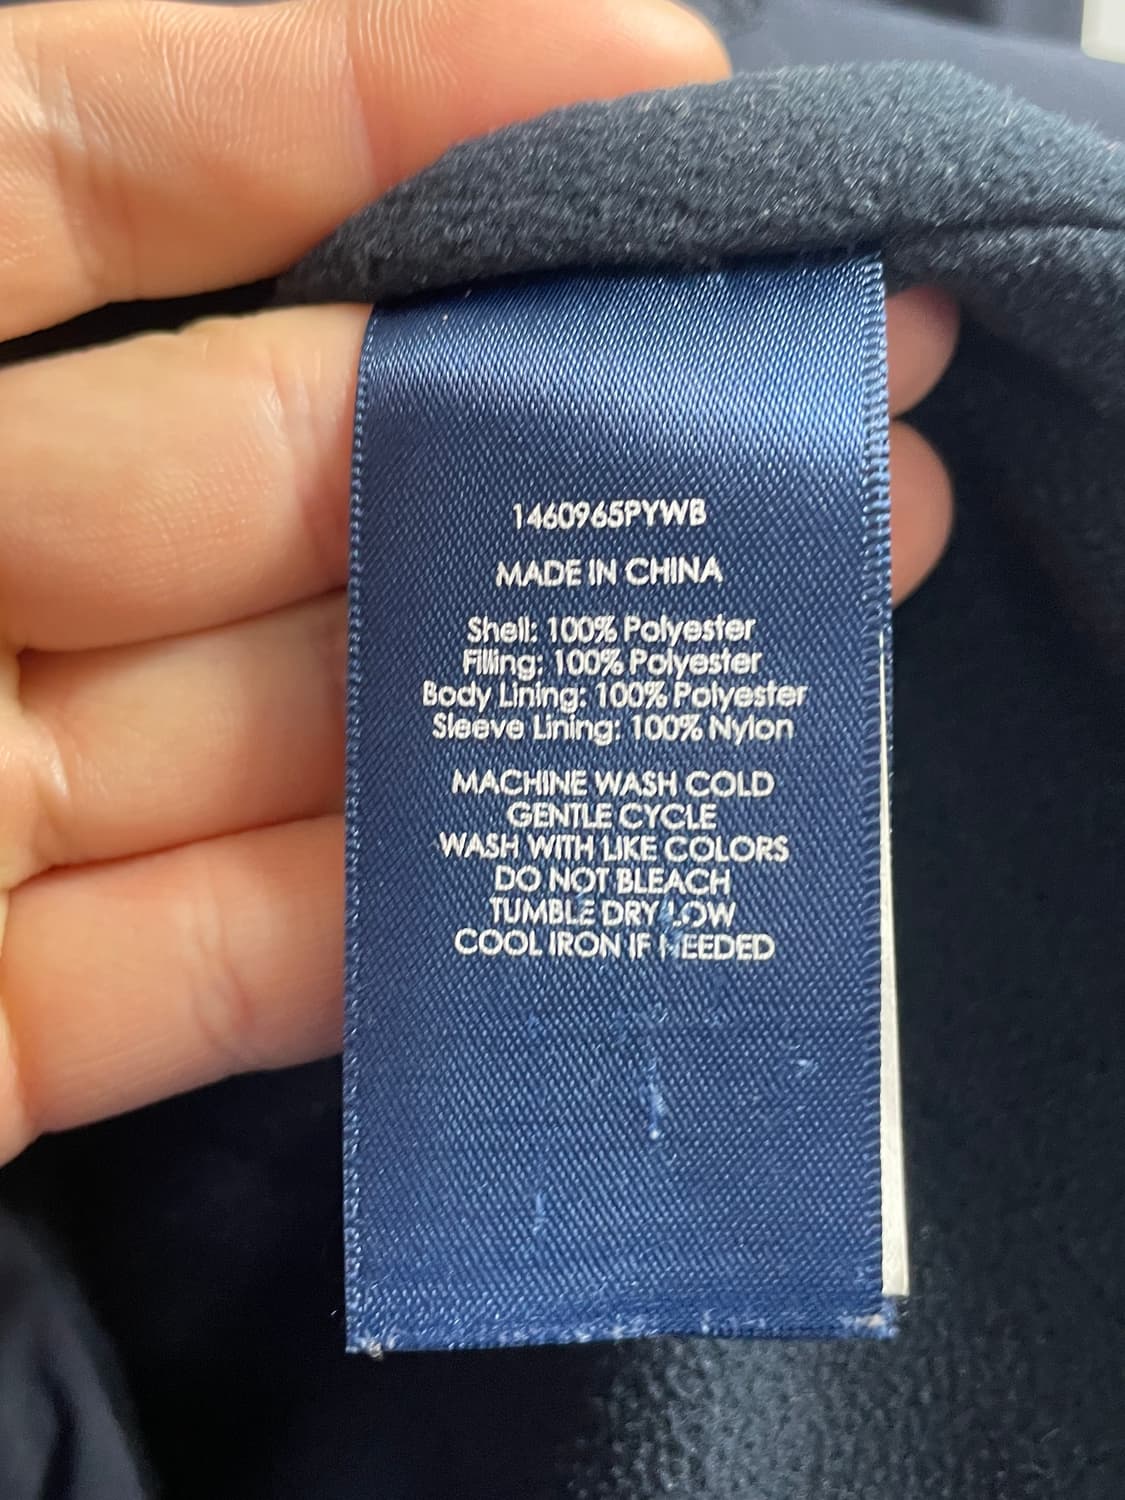 1460965PYWB
MADE IN CHINA
Shell: 100% Polyester
Filling: 100% Polyester
Body Lining: 100% Polyester
Sleeve Lining: 100% Nylon
MACHINE WASH COLD
GENTLE CYCLE
WASH WITH LIKE COLORS
DO NOT BLEACH
TUMBLE DRY LOW
COOL IRON IF NEEDED